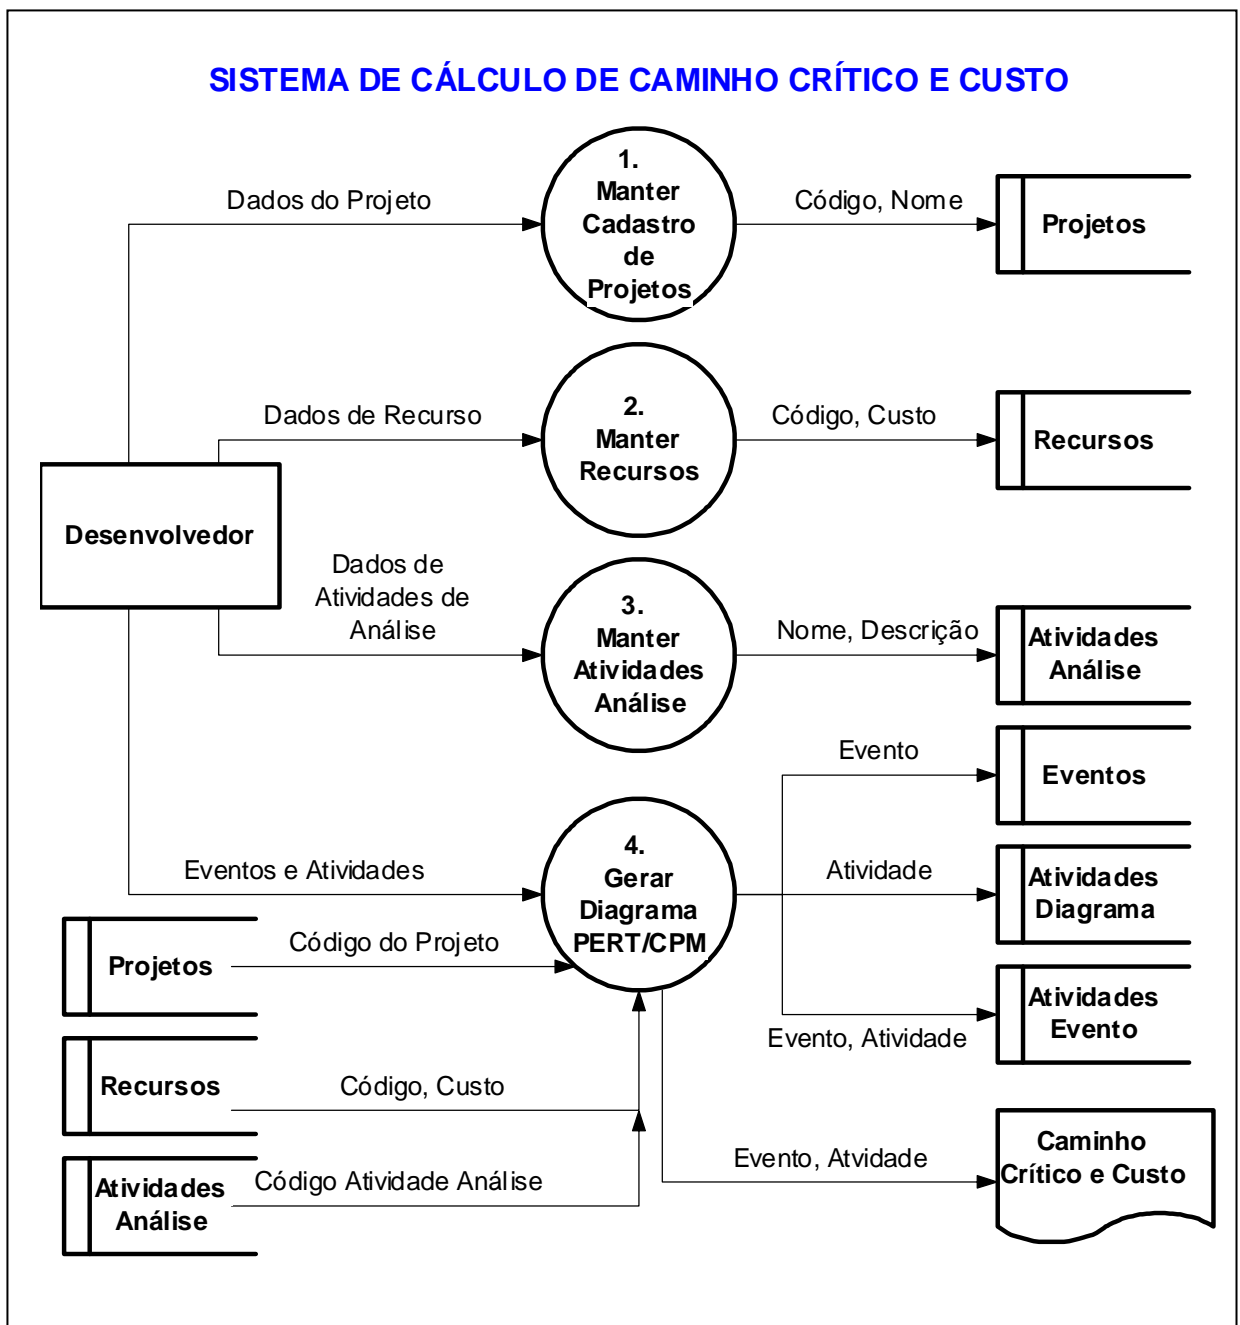 SISTEMA DE CÁLCULO DE CAMINHO CRÍTICO E CUSTO
1.
Manter
Cadastro
de
Projetos
Dados do Projeto
Código, Nome
Projetos
2.
Manter
Recursos
Dados de Recurso
Código, Custo
Recursos
Desenvolvedor
Dados de
Atividades de
Análise
3.
Manter
Atividades
Análise
Nome, Descrição
Atividades
Análise
Evento
Eventos
4.
Gerar
Diagrama
PERT/CPM
Eventos e Atividades
Atividade
Atividades
Diagrama
Código do Projeto
Projetos
Atividades
Evento
Evento, Atividade
Recursos
Código, Custo
Caminho
Crítico e Custo
Evento, Atvidade
Código Atividade Análise
Atividades
Análise